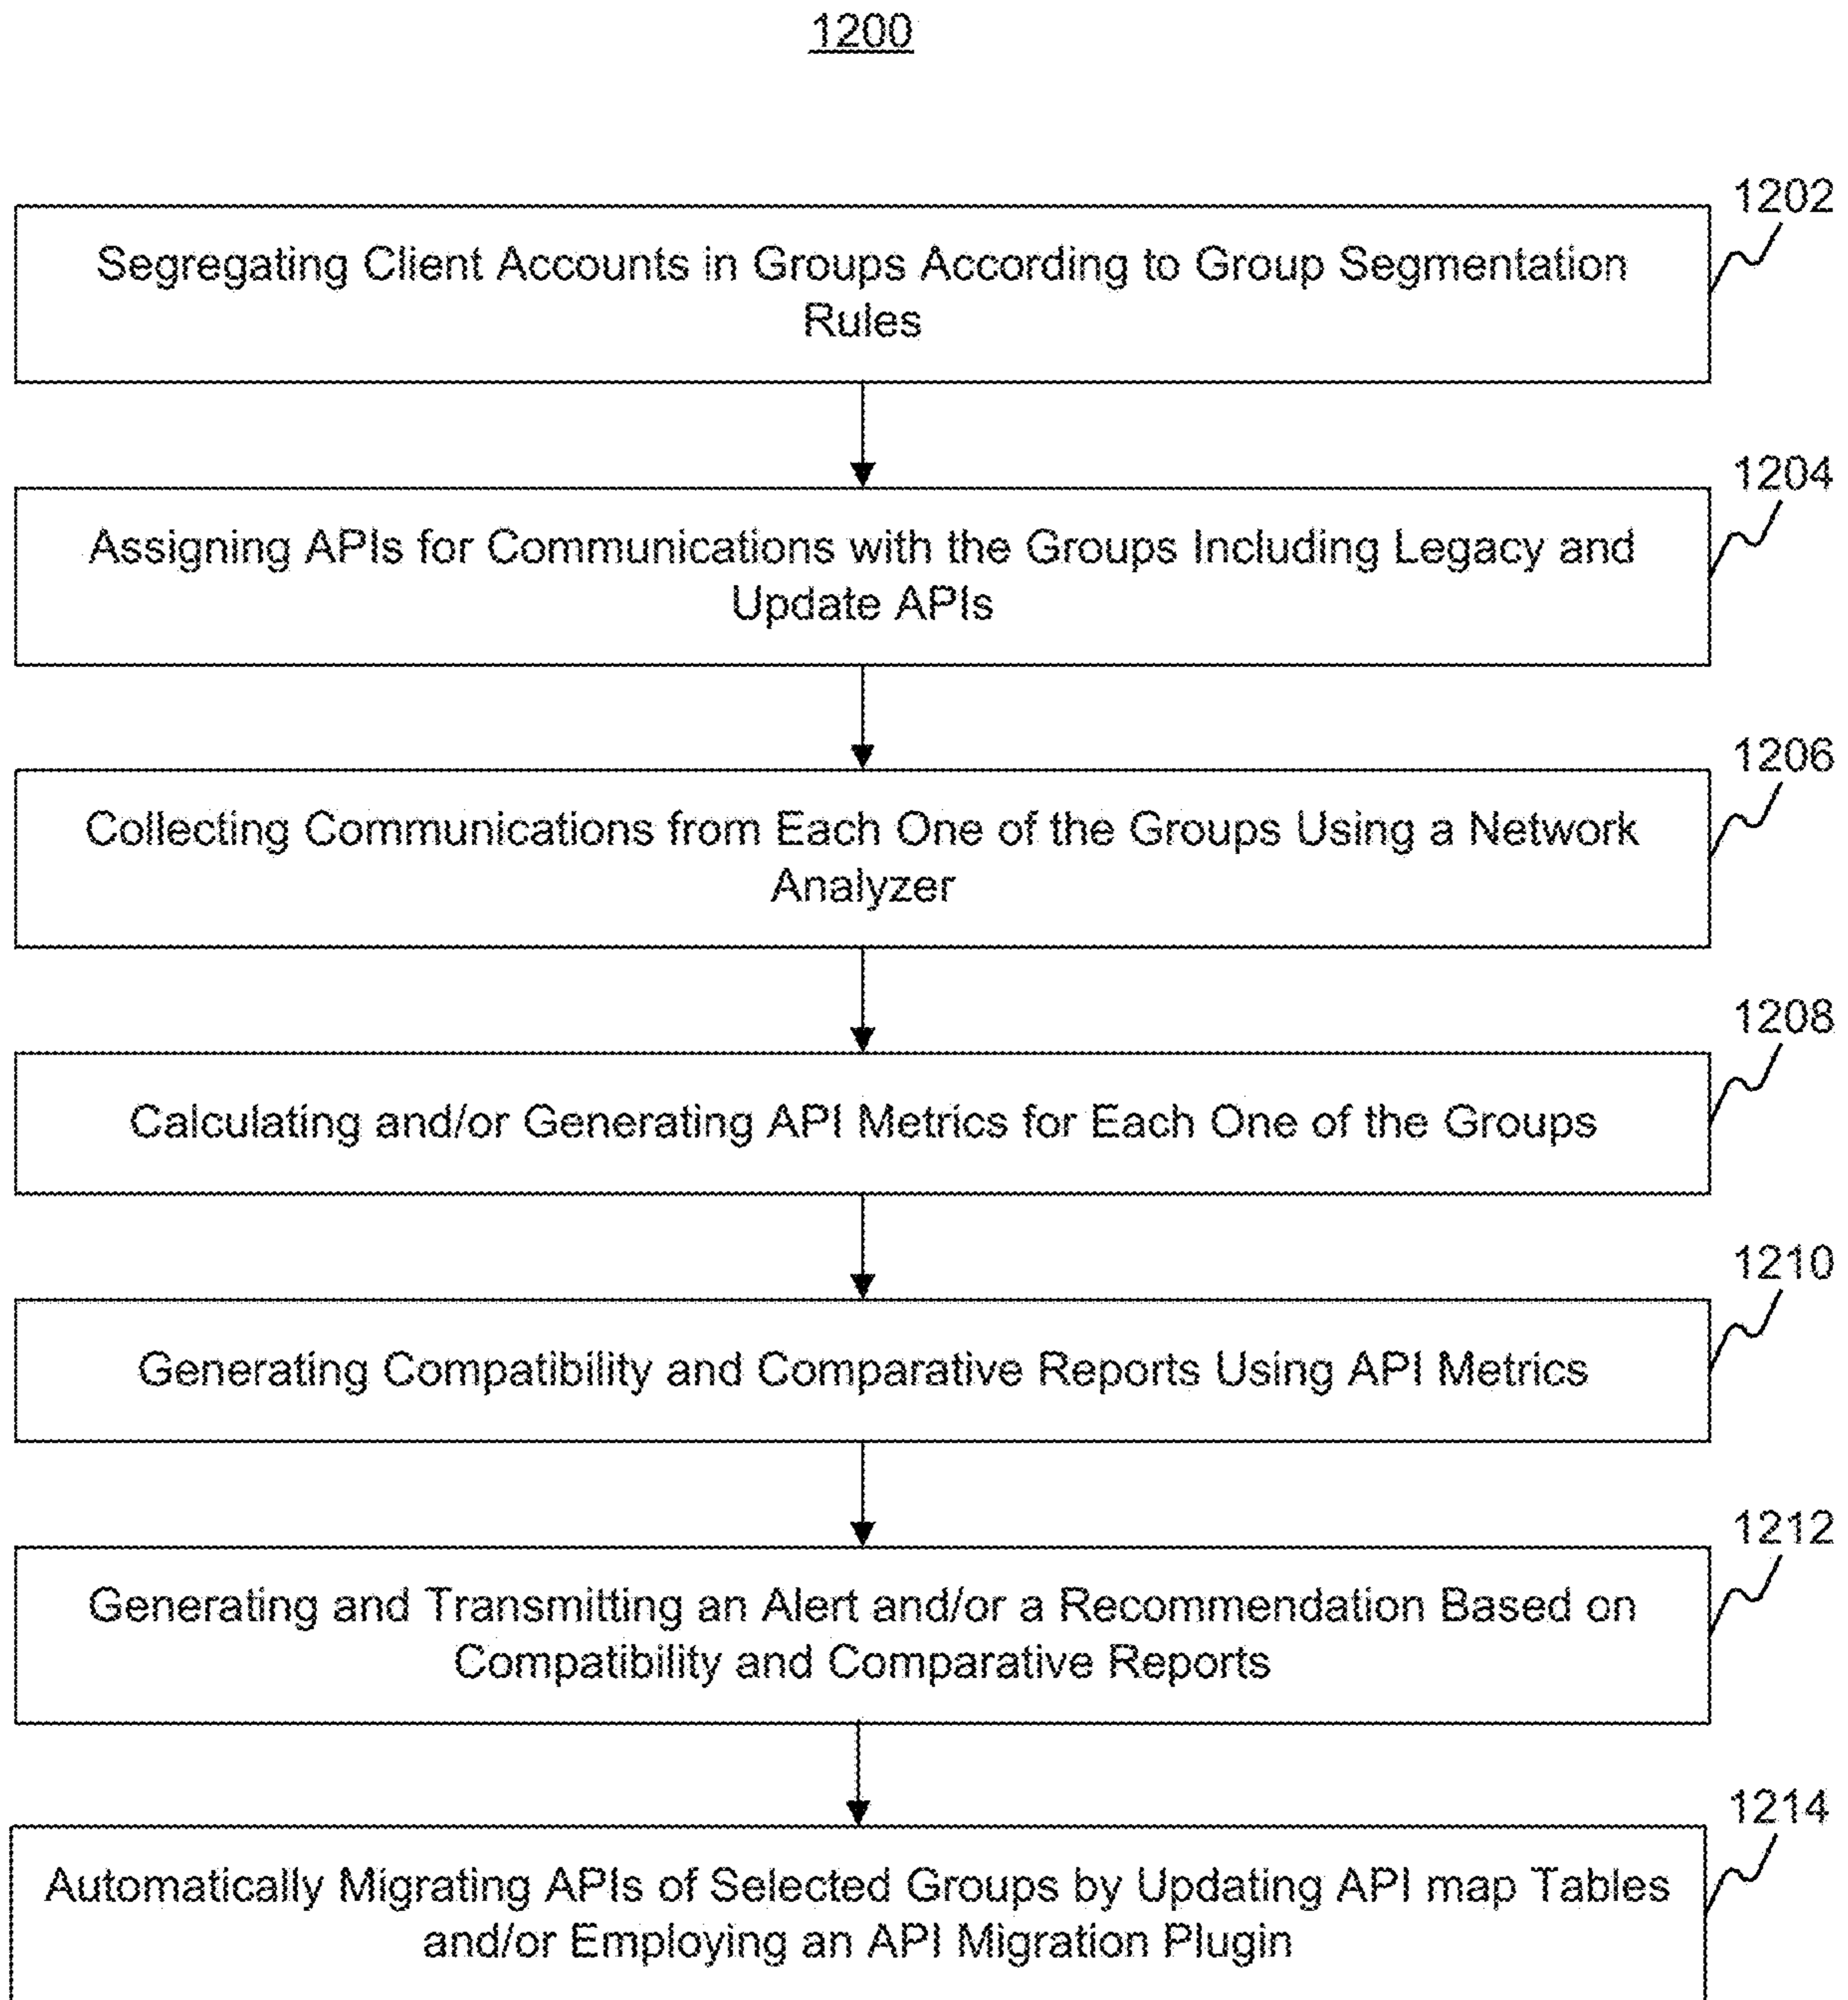 1200
1202
Segregating Client Accounts in Groups According to Group Segmentation
Rules
1204
Assigning APIs for Communications with the Groups Including Legacy and
Update APIs
1206
Collecting Communications from Each One of the Groups Using a Network
Analyzer
1208
Calculating and/or Generating API Metrics for Each One of the Groups
1210
Generating Compatibility and Comparative Reports Using API Metrics
1212
Generating and Transmitting an Alert and/or a Recommendation Based on
Compatibility and Comparative Reports
1214
Automatically Migrating APIs of Selected Groups by Updating API map Tables
and/or Employing an API Migration Plugin